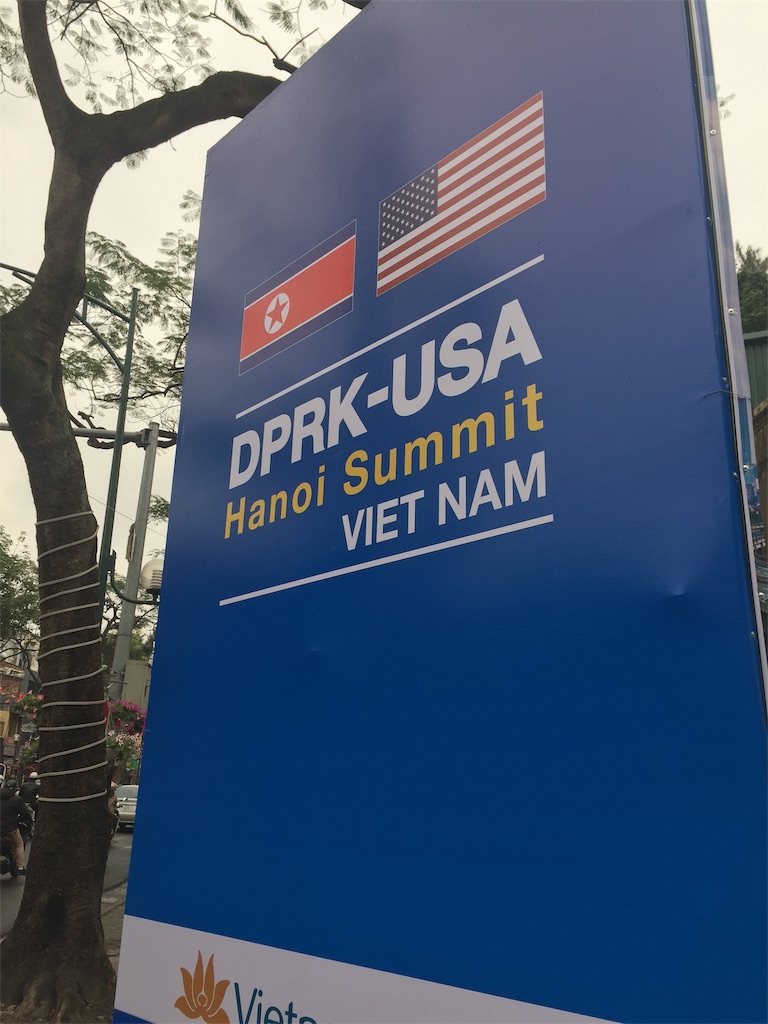 DPRK-USA
Hanoi Summit
VIET NAM